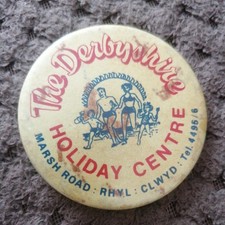 The Derbyshire
HOLIDAY CENTRE
MARSH ROAD : RHYL : CLWYD : Tel. 4495/6